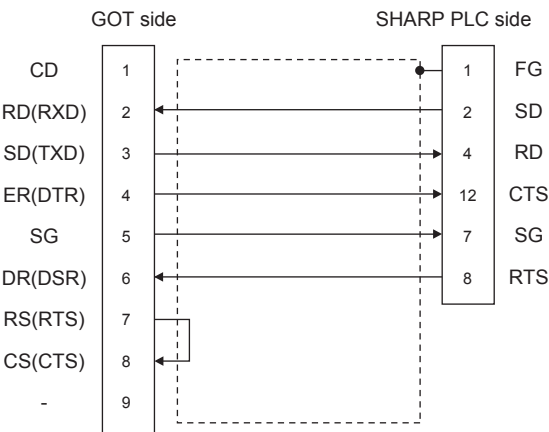 GOT side SHARP PLC side
CD 1 1 FG
RD(RXD) 2 2 SD
SD(TXD) 3 4 RD
ER(DTR) 4 12 CTS
SG 5 7 SG
DR(DSR) 6 8 RTS
RS(RTS) 7
CS(CTS) 8
- 9